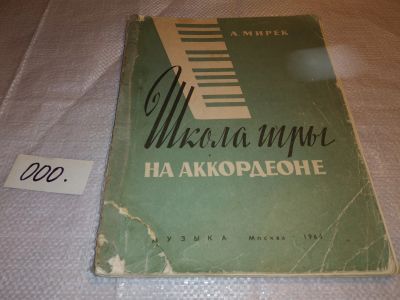 А. МИРЕК
Школа игры
НА АККОРДЕОНЕ
МУЗЫКА Москва
000.